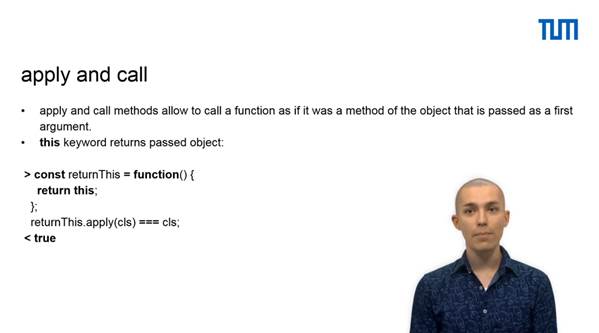 TUM
apply and call
• apply and call methods allow to call a function as if it was a method of the object that is passed as a first
argument.
• this keyword returns passed object:
> const returnThis = function() {
return this;
};
returnThis.apply(cls) === cls;
< true